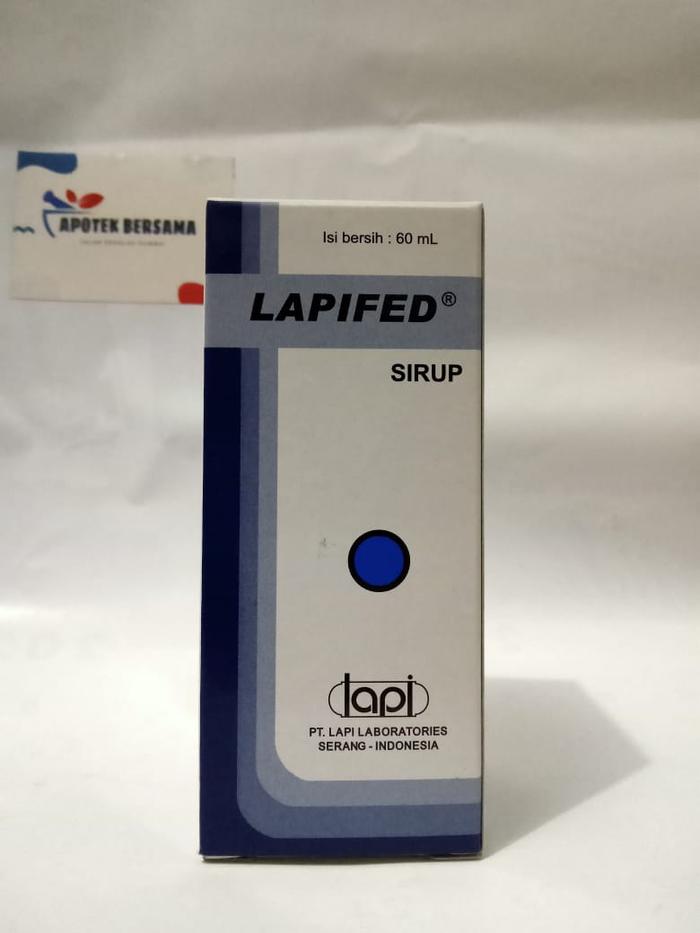 APOTEK BERSAMA
Isi bersih : 60 mL
LAPIFED®
SIRUP
lapi
PT. LAPI LABORATORIES
SERANG - INDONESIA